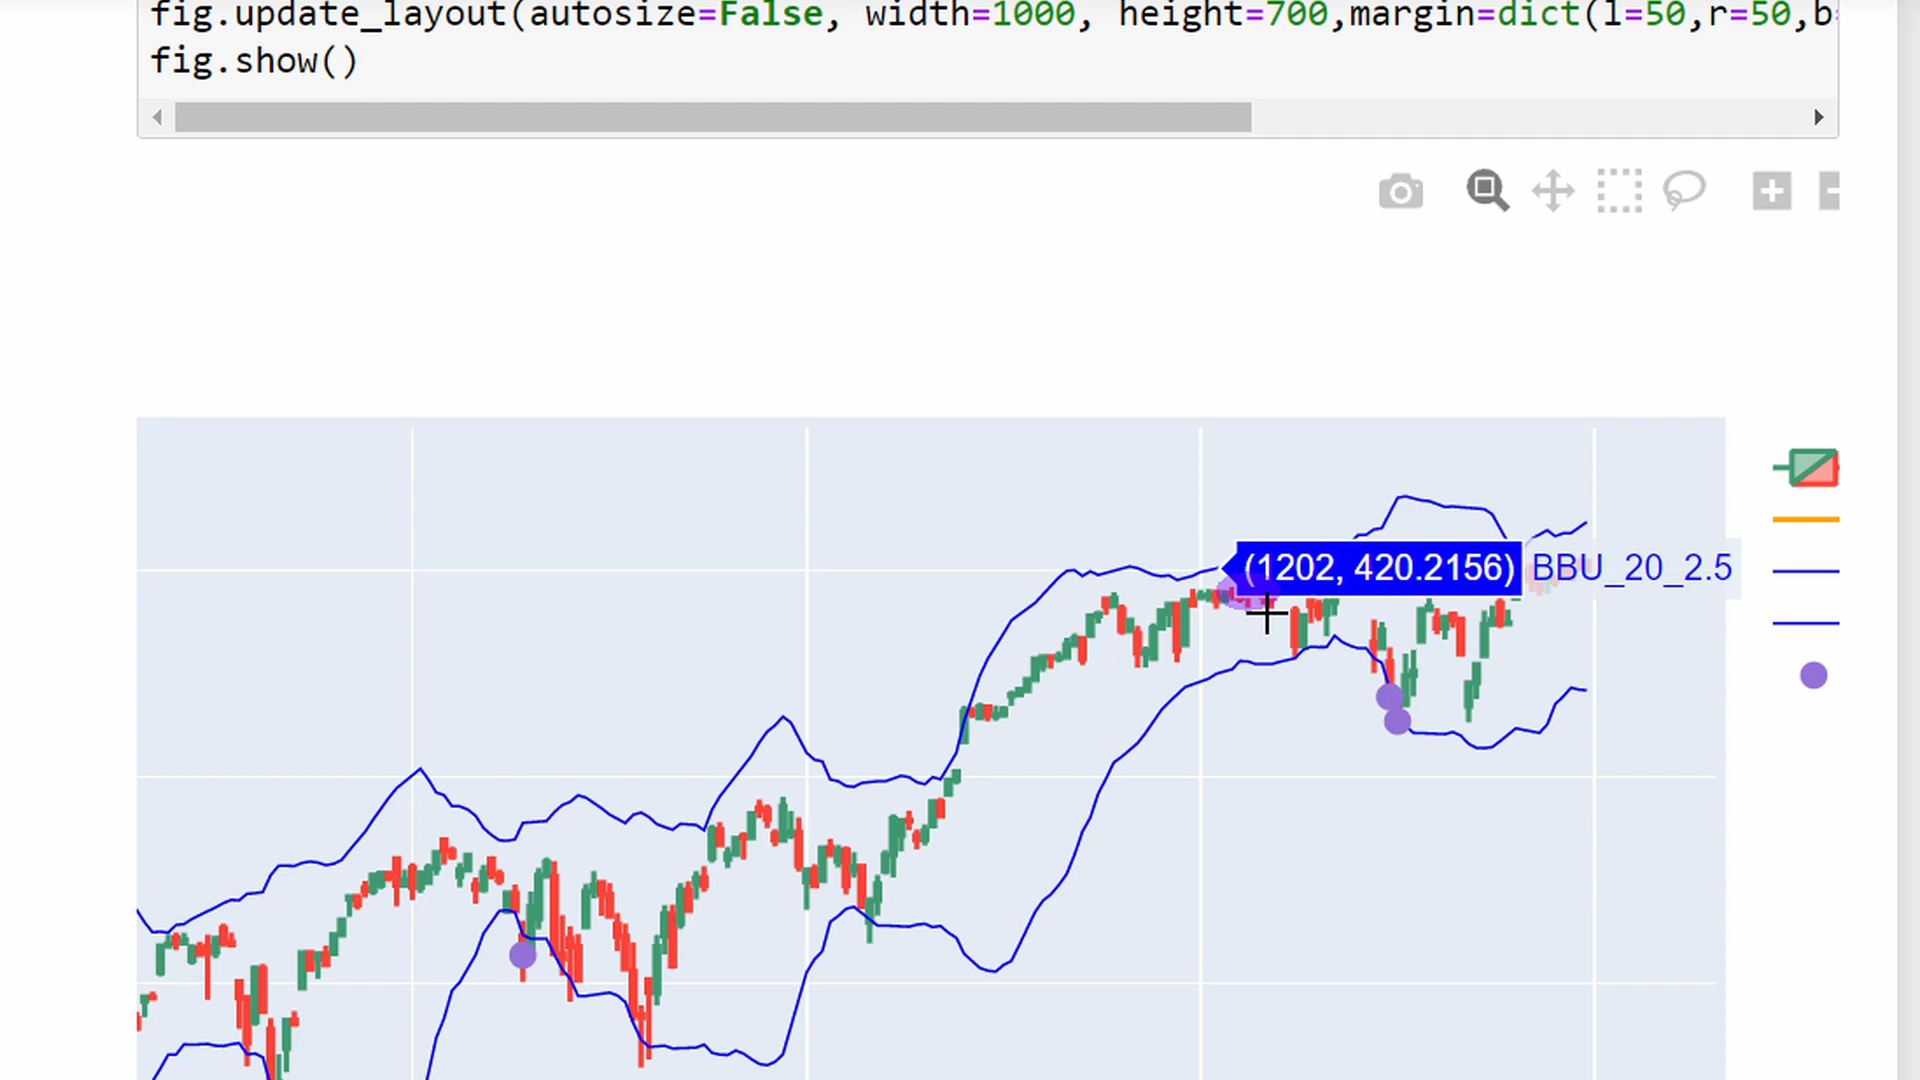 fig.update_layout(autosize=False, width=1000, height=700,margin=dict(l=50,r=50,b=
fig.show()
(1202, 420.2156) BBU_20_2.5